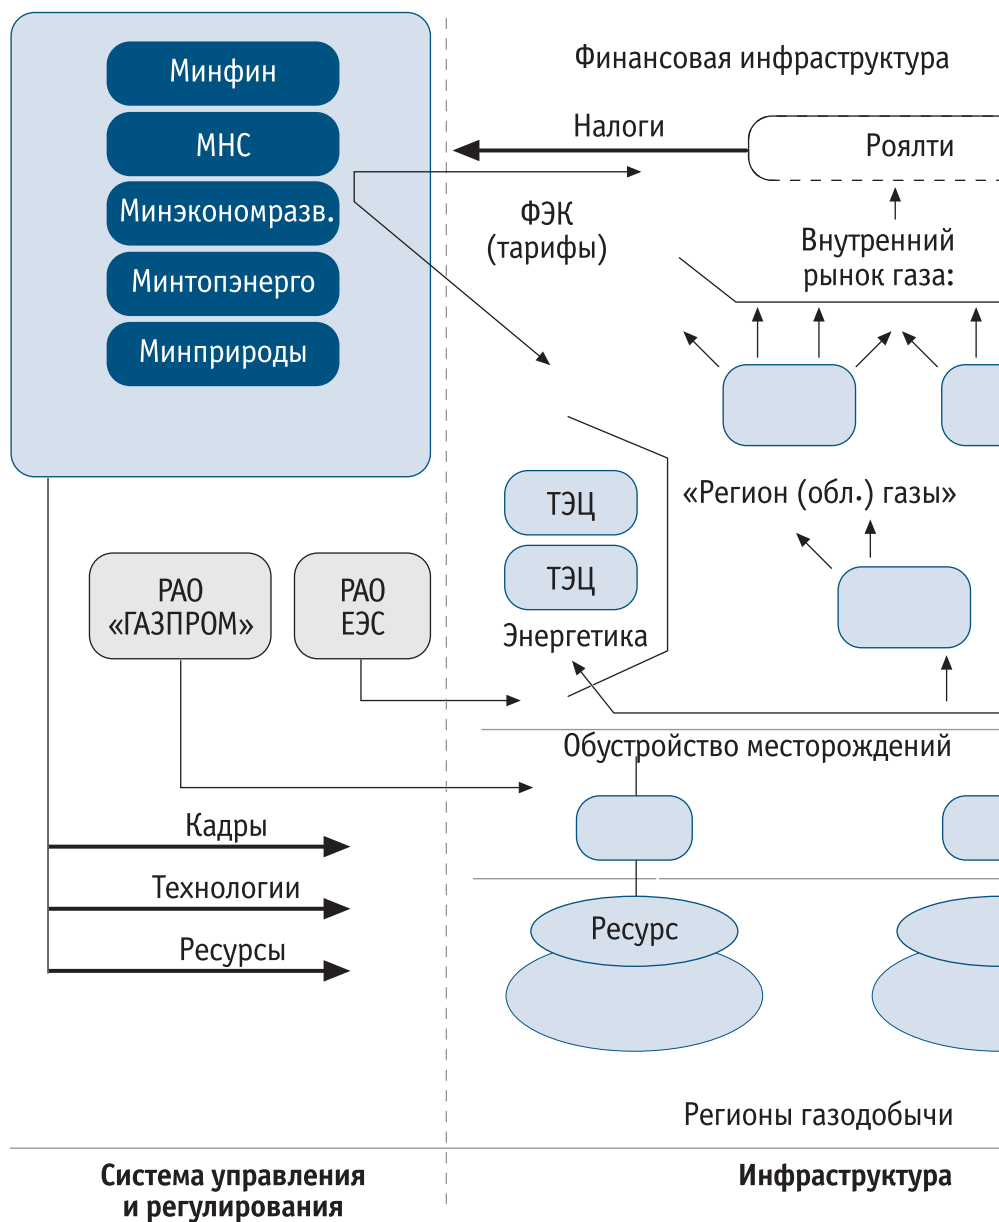 Минфин
МНС
Минэкономразв.
Минтопэнерго
Минприроды
Финансовая инфраструктура
Налоги
Роялти
ФЭК
(тарифы)
Внутренний
рынок газа:
ТЭЦ
ТЭЦ
Энергетика
«Регион (обл.) газы»
РАО
«ГАЗПРОМ»
РАО
ЕЭС
Обустройство месторождений
Кадры
Технологии
Ресурсы
Ресурс
Регионы газодобычи
Система управления
и регулирования
Инфраструктура